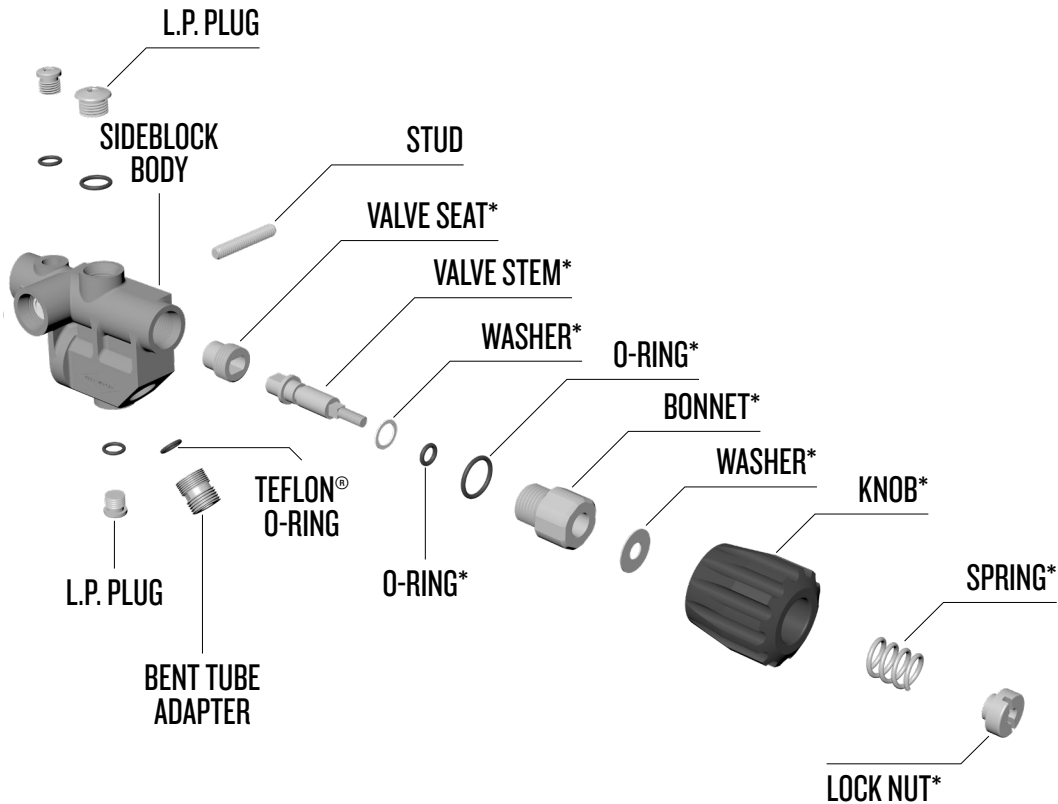 L.P. PLUG
SIDEBLOCK
BODY
STUD
VALVE SEAT*
VALVE STEM*
WASHER*
O-RING*
BONNET*
WASHER*
KNOB*
SPRING*
LOCK NUT*
TEFLON®
O-RING
O-RING*
L.P. PLUG
BENT TUBE
ADAPTER